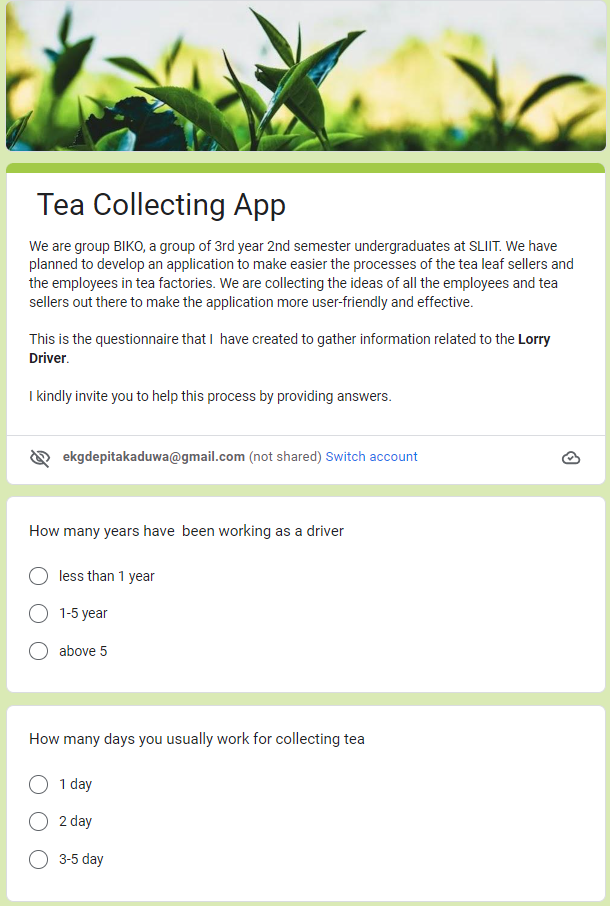 Tea Collecting App
We are group BIKO, a group of 3rd year 2nd semester undergraduates at SLIIT. We have
planned to develop an application to make easier the processes of the tea leaf sellers and
the employees in tea factories. We are collecting the ideas of all the employees and tea
sellers out there to make the application more user-friendly and effective.
This is the questionnaire that I  have created to gather information related to the Lorry
Driver.
I kindly invite you to help this process by providing answers.
ekgdepitakaduwa@gmail.com (not shared) Switch account
How many years have  been working as a driver
less than 1 year
1-5 year
above 5
How many days you usually work for collecting tea
1 day
2 day
3-5 day